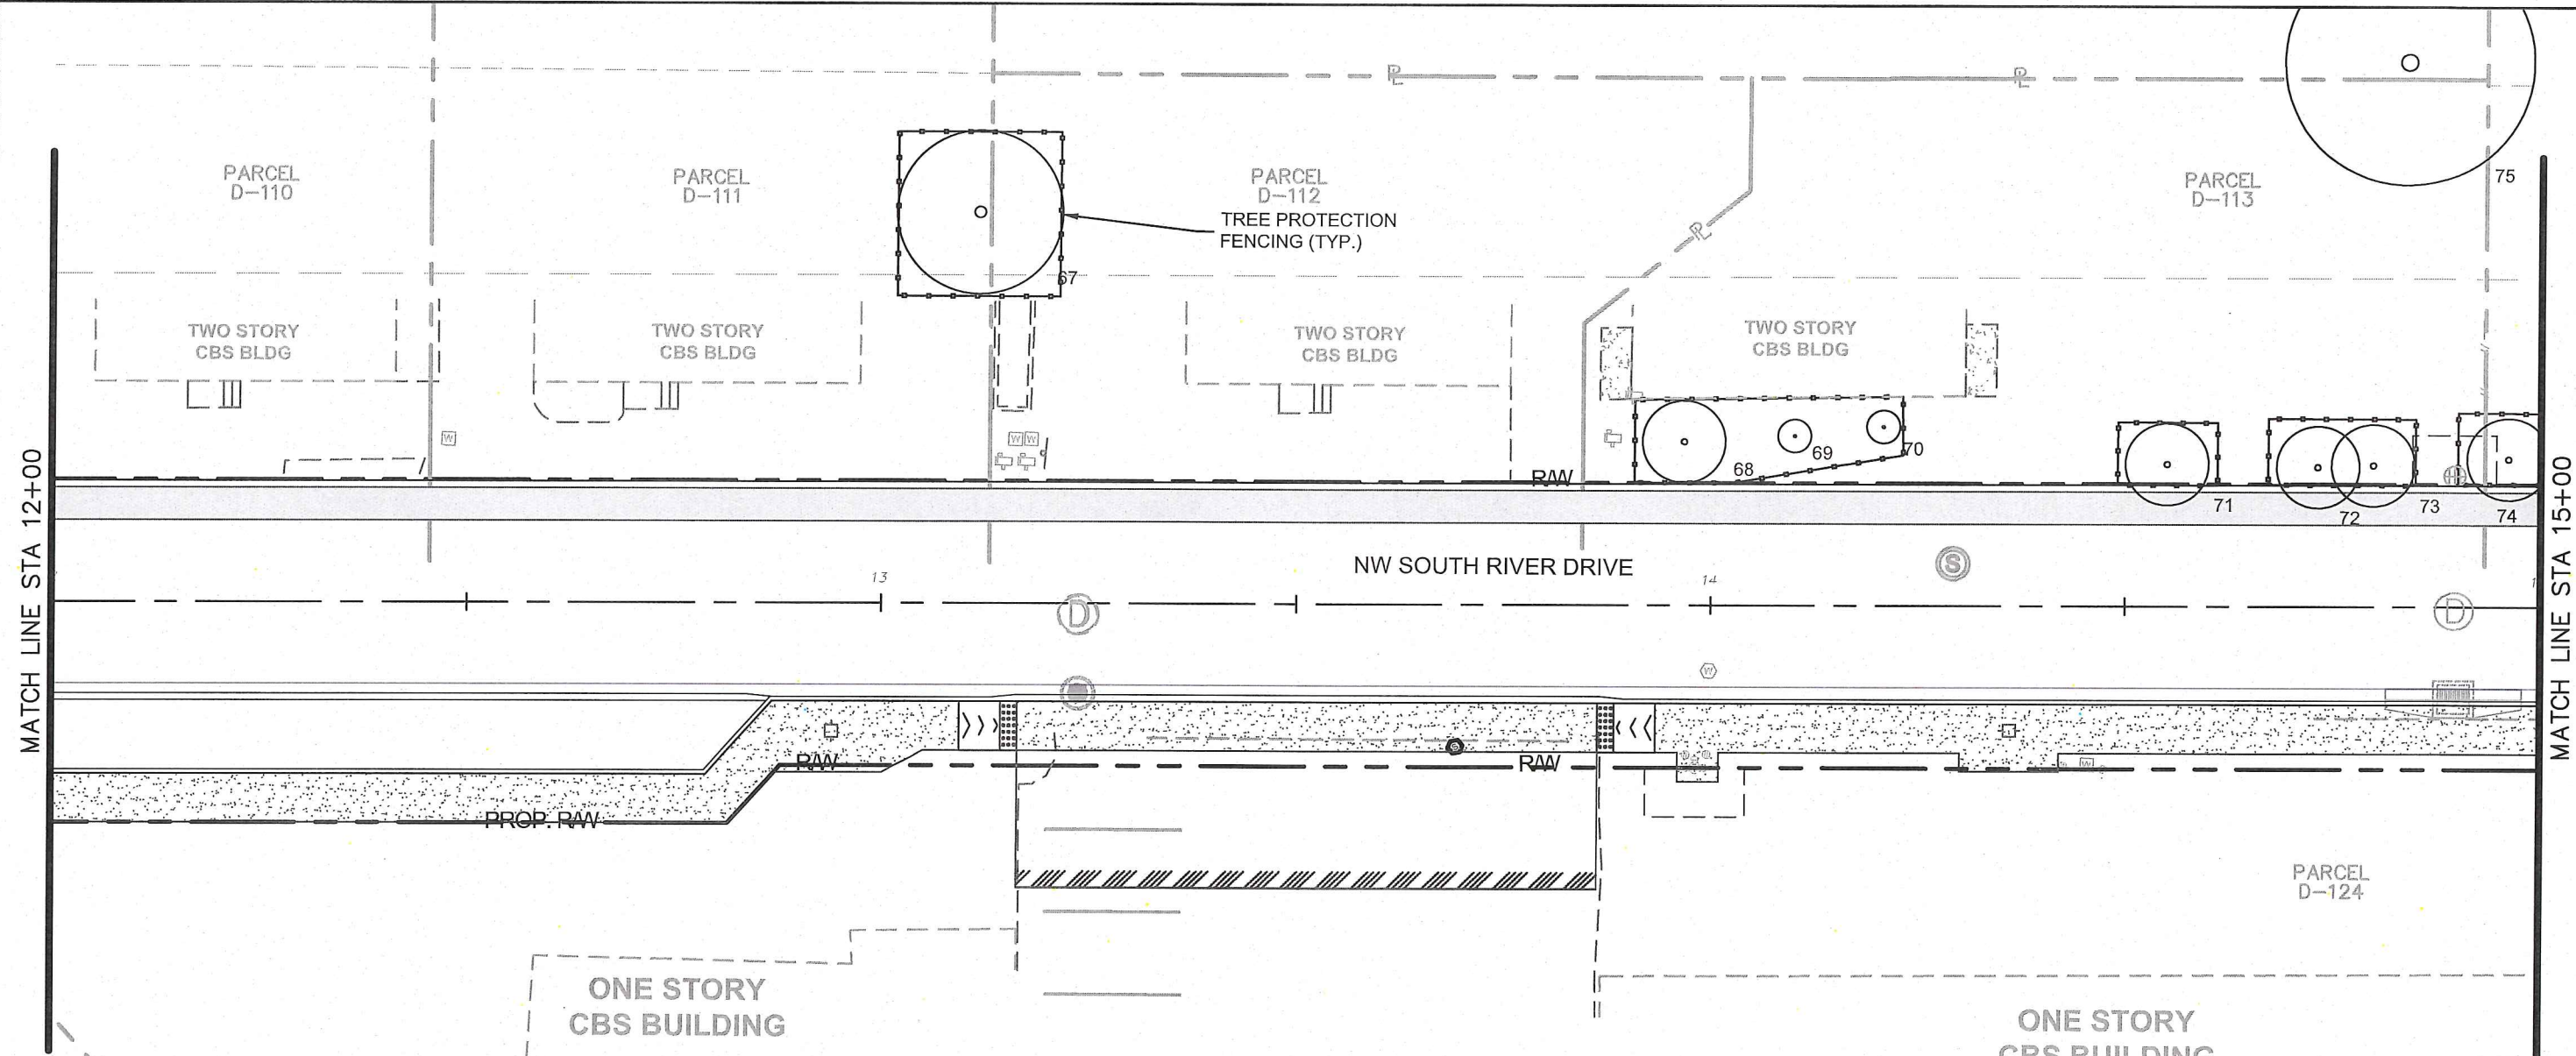 PARCEL
D-110
PARCEL
D-111
PARCEL
D-112
PARCEL
D-113
75
TREE PROTECTION
FENCING (TYP.)
67
TWO STORY
CBS BLDG
TWO STORY
CBS BLDG
TWO STORY
CBS BLDG
TWO STORY
CBS BLDG
W
W W
68
69
70
71
72
73
74
R/W
MATCH LINE STA 12+00
MATCH LINE STA 15+00
NW SOUTH RIVER DRIVE
S
13
14
1
D
D
W
R/W
R/W
W
PROP. R/W
PARCEL
D-124
ONE STORY
CBS BUILDING
ONE STORY
CBS BUILDING